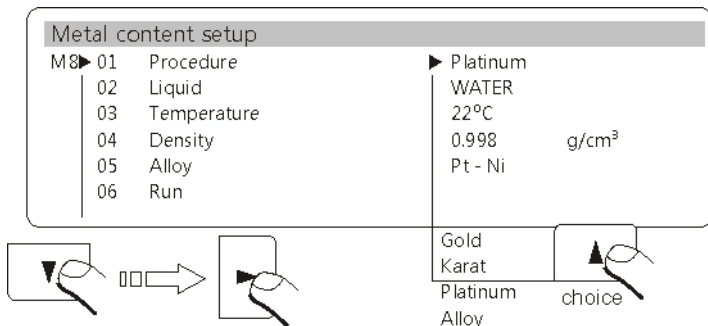 Metal content setup
M8 01 Procedure Platinum
02 Liquid WATER
03 Temperature 22ºC
04 Density 0.998 g/cm³
05 Alloy Pt - Ni
06 Run
Gold
Karat
Platinum choice
Alloy